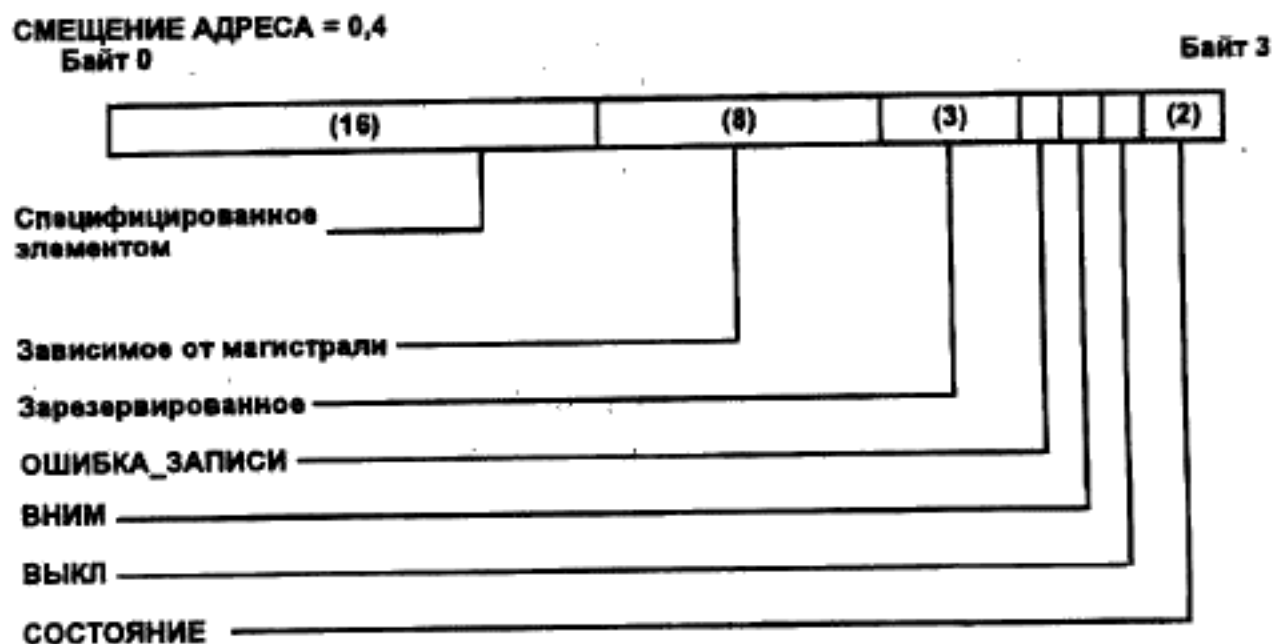 СМЕЩЕНИЕ АДРЕСА = 0,4
Байт 0
Байт 3
(16)
(8)
(3)
(2)
Специфицированное
элементом
Зависимое от магистрали
Зарезервированное
ОШИБКА_ЗАПИСИ
ВНИМ
ВЫКЛ
СОСТОЯНИЕ